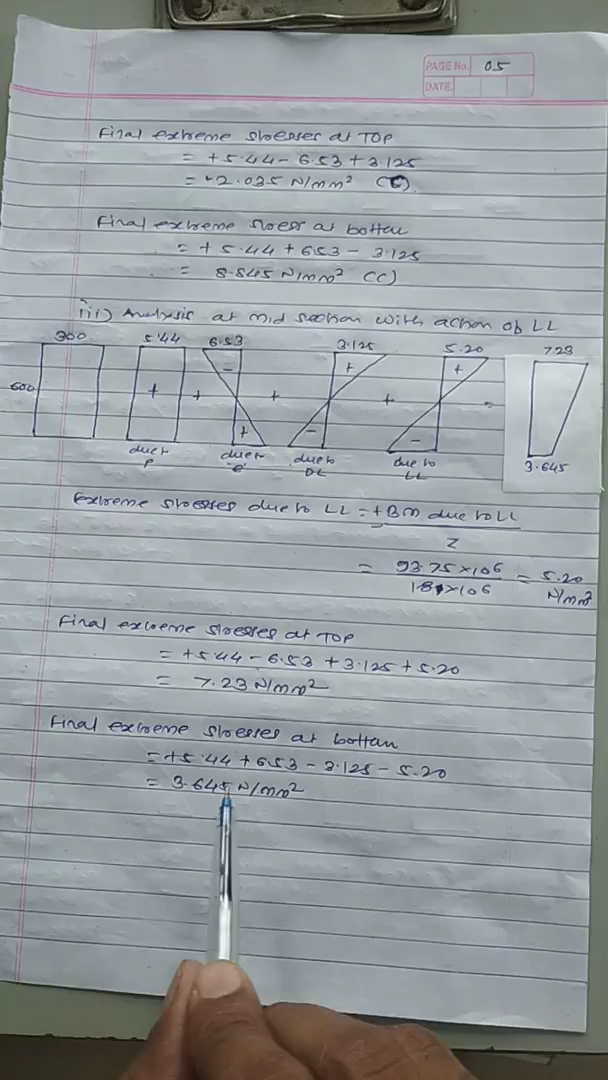 PAGE No. 05
DATE
Final extreme stresses at TOP
= +5.44 - 6.53 + 3.125
= +2.035 N/mm² (C).
Final extreme stress at bottom
= +5.44 + 6.53 - 3.125
= 8.845 N/mm² (C)
iii) Analysis at mid section with action of LL
300 5.44 6.53 3.125 5.20 7.23
600 + + - + + + + + =
+ - -
due to P due to e due to DL due to LL 3.645
extreme stresses due to LL = ± BM due to LL
Z
= 93.75 × 10⁶ = 5.20
18 × 10⁶ N/mm²
Final extreme stresses at TOP
= +5.44 - 6.53 + 3.125 + 5.20
= 7.23 N/mm²
Final extreme stresses at bottom
= +5.44 + 6.53 - 3.125 - 5.20
= 3.645 N/mm²